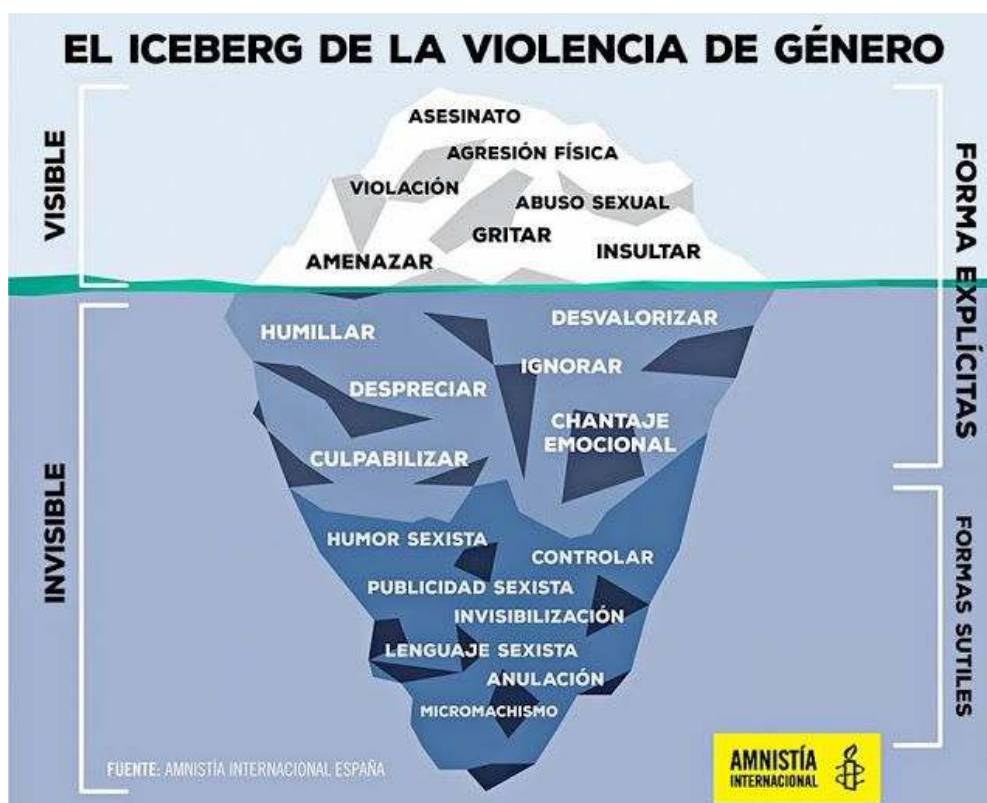 EL ICEBERG DE LA VIOLENCIA DE GÉNERO
VISIBLE
ASESINATO
AGRESIÓN FÍSICA
VIOLACIÓN
ABUSO SEXUAL
GRITAR
INSULTAR
AMENAZAR
FORMA EXPLÍCITAS
INVISIBLE
HUMILLAR
DESVALORIZAR
IGNORAR
DESPRECIAR
CHANTAJE
EMOCIONAL
CULPABILIZAR
HUMOR SEXISTA
CONTROLAR
PUBLICIDAD SEXISTA
INVISIBILIZACIÓN
LENGUAJE SEXISTA
ANULACIÓN
MICROMACHISMO
FORMAS SUTILES
FUENTE: AMNISTÍA INTERNACIONAL ESPAÑA
AMNISTÍA
INTERNACIONAL